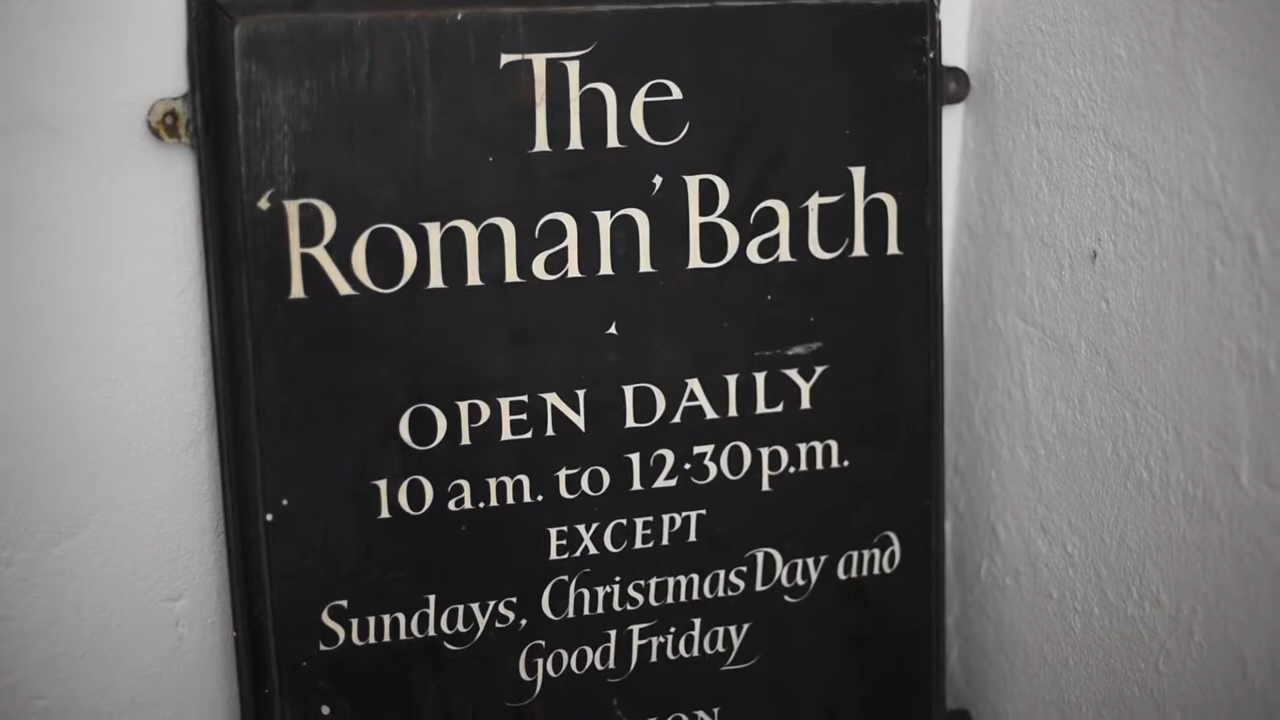 The
‘Roman’ Bath
OPEN DAILY
10 a.m. to 12·30 p.m.
EXCEPT
Sundays, Christmas Day and
Good Friday